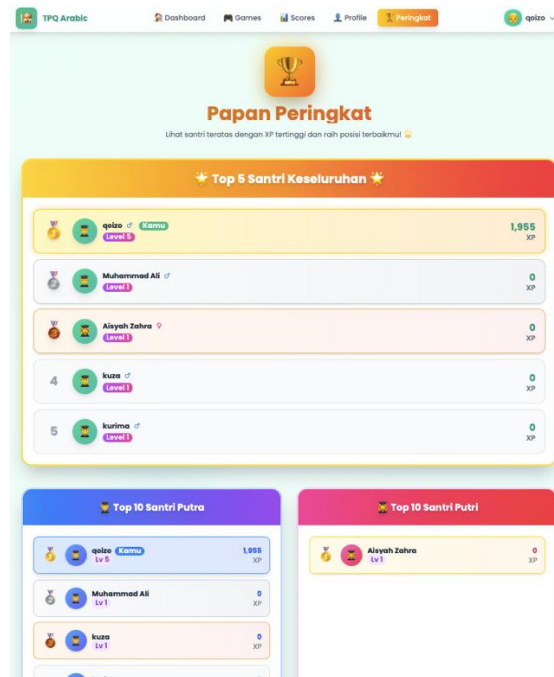 TPQ Arabic Dashboard Games Scores Profile Peringkat qoizo
Papan Peringkat
Lihat santri teratas dengan XP tertinggi dan raih posisi terbaikmu!
Top 5 Santri Keseluruhan
qoizo ♂ Kamu
Level 5
1,955
XP
2
Muhammad Ali ♂
Level 1
0
XP
3
Aisyah Zahra ♀
Level 1
0
XP
4
kuza ♂
Level 1
0
XP
5
kurima ♂
Level 1
0
XP
Top 10 Santri Putra
qoizo Kamu
Lv 5
1,955
XP
Muhammad Ali
Lv 1
0
XP
kuza
Lv 1
0
XP
Top 10 Santri Putri
Aisyah Zahra
Lv 1
0
XP